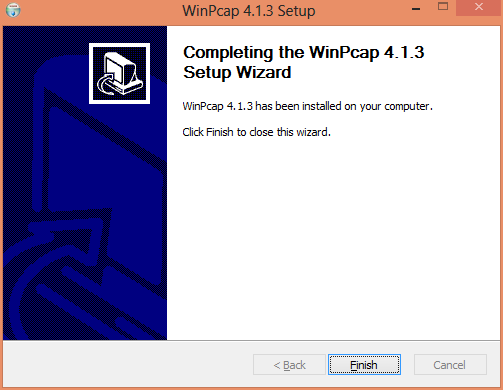 WinPcap 4.1.3 Setup
Completing the WinPcap 4.1.3
Setup Wizard
WinPcap 4.1.3 has been installed on your computer.
Click Finish to close this wizard.
< Back
Finish
Cancel